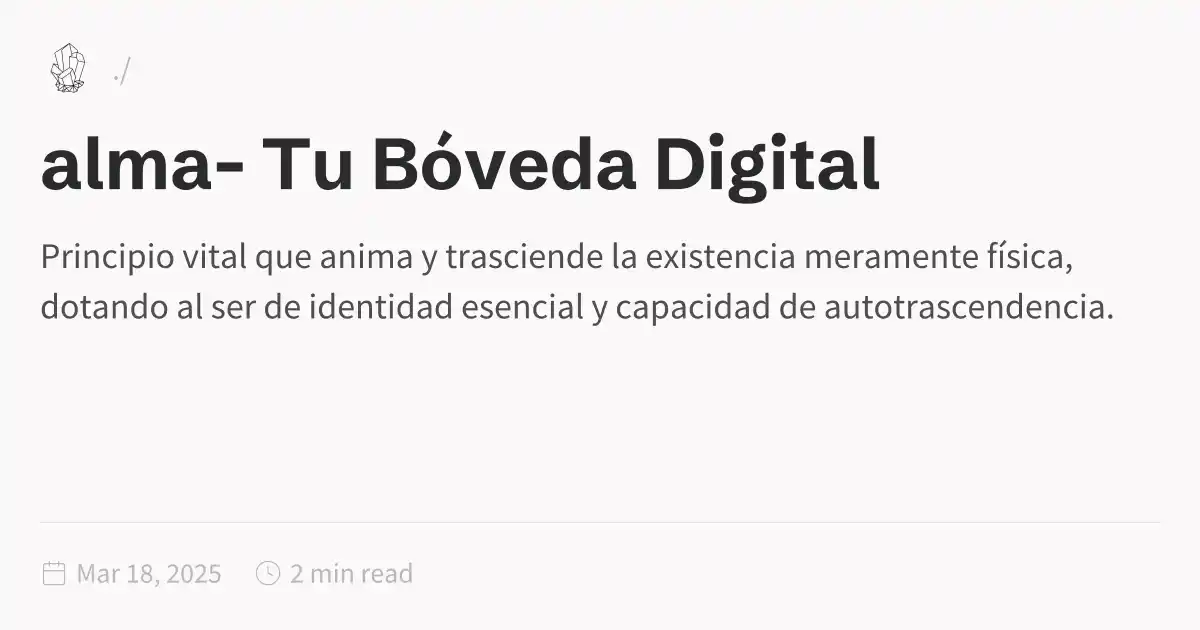 ./
alma- Tu Bóveda Digital
Principio vital que anima y trasciende la existencia meramente física,
dotando al ser de identidad esencial y capacidad de autotrascendencia.
Mar 18, 2025 2 min read